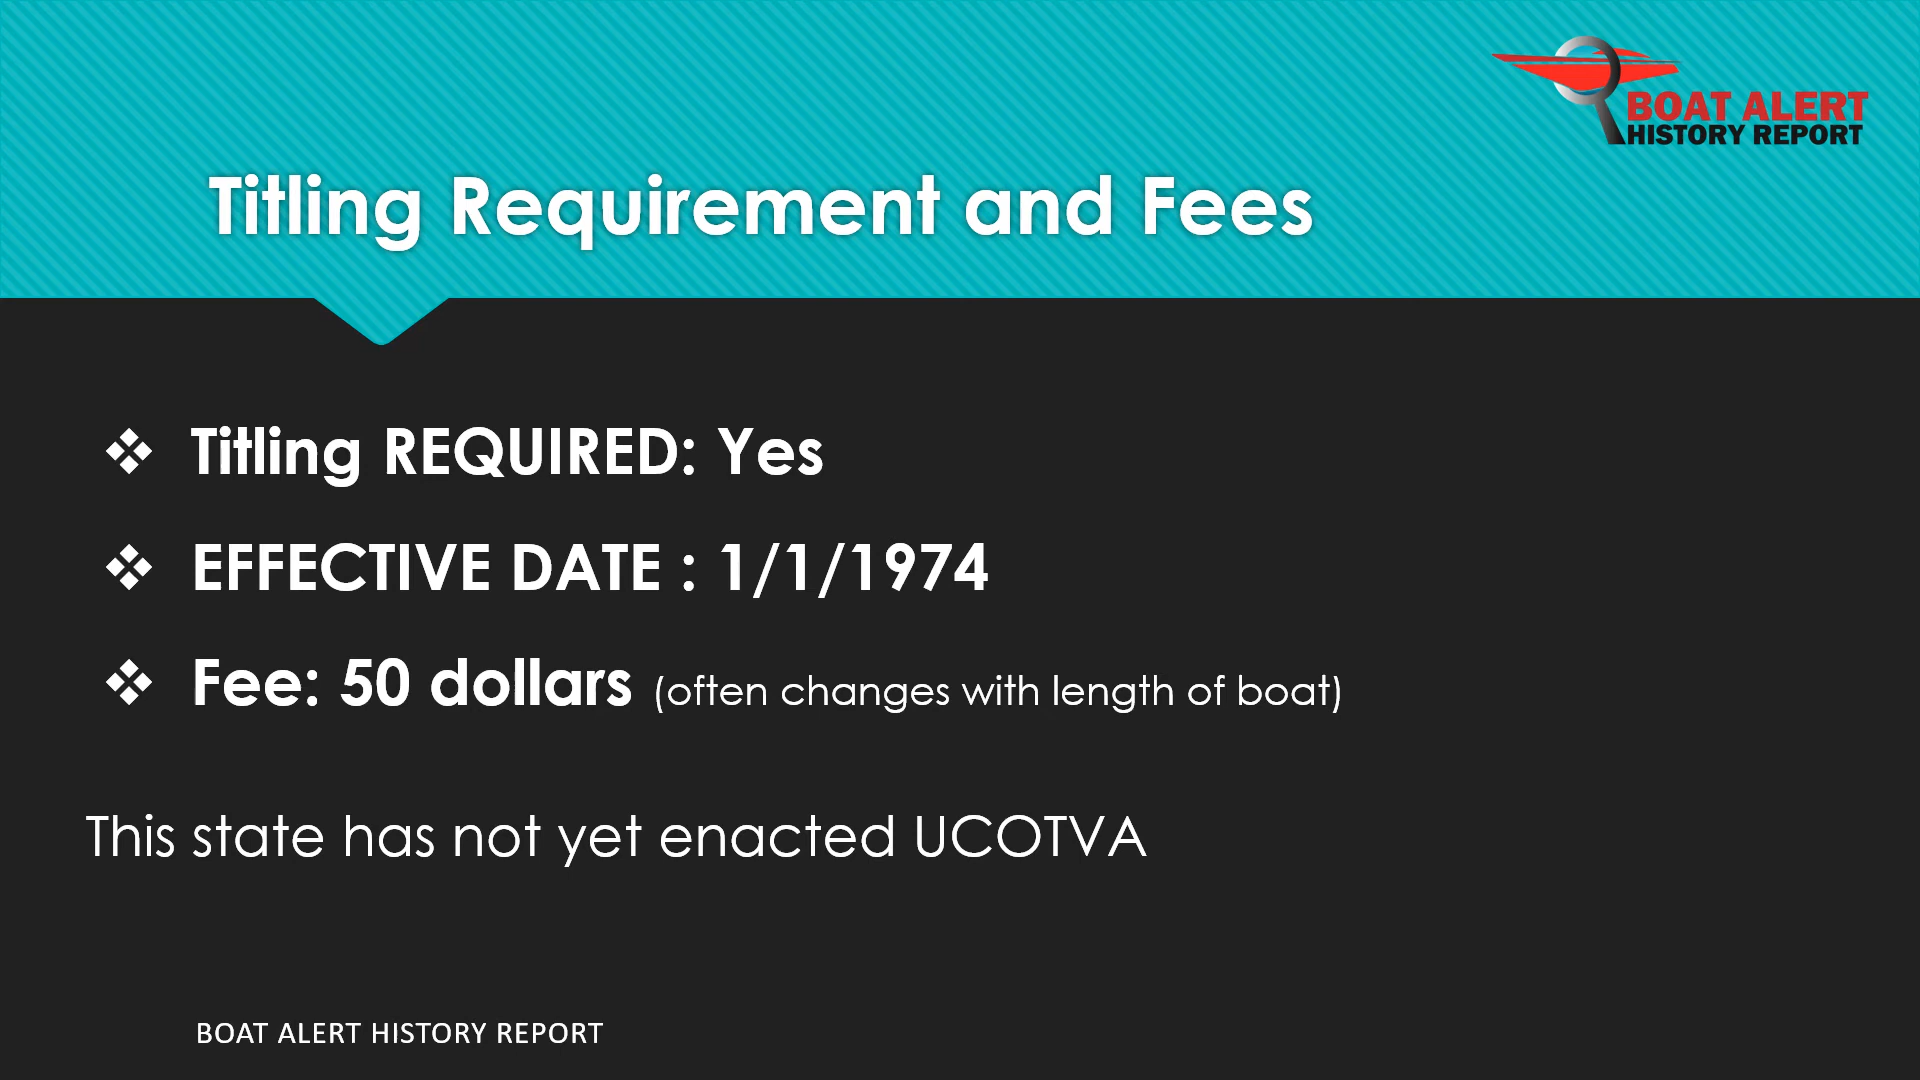 BOAT ALERT
HISTORY REPORT
Titling Requirement and Fees
Titling REQUIRED: Yes
EFFECTIVE DATE : 1/1/1974
Fee: 50 dollars (often changes with length of boat)
This state has not yet enacted UCOTVA
BOAT ALERT HISTORY REPORT